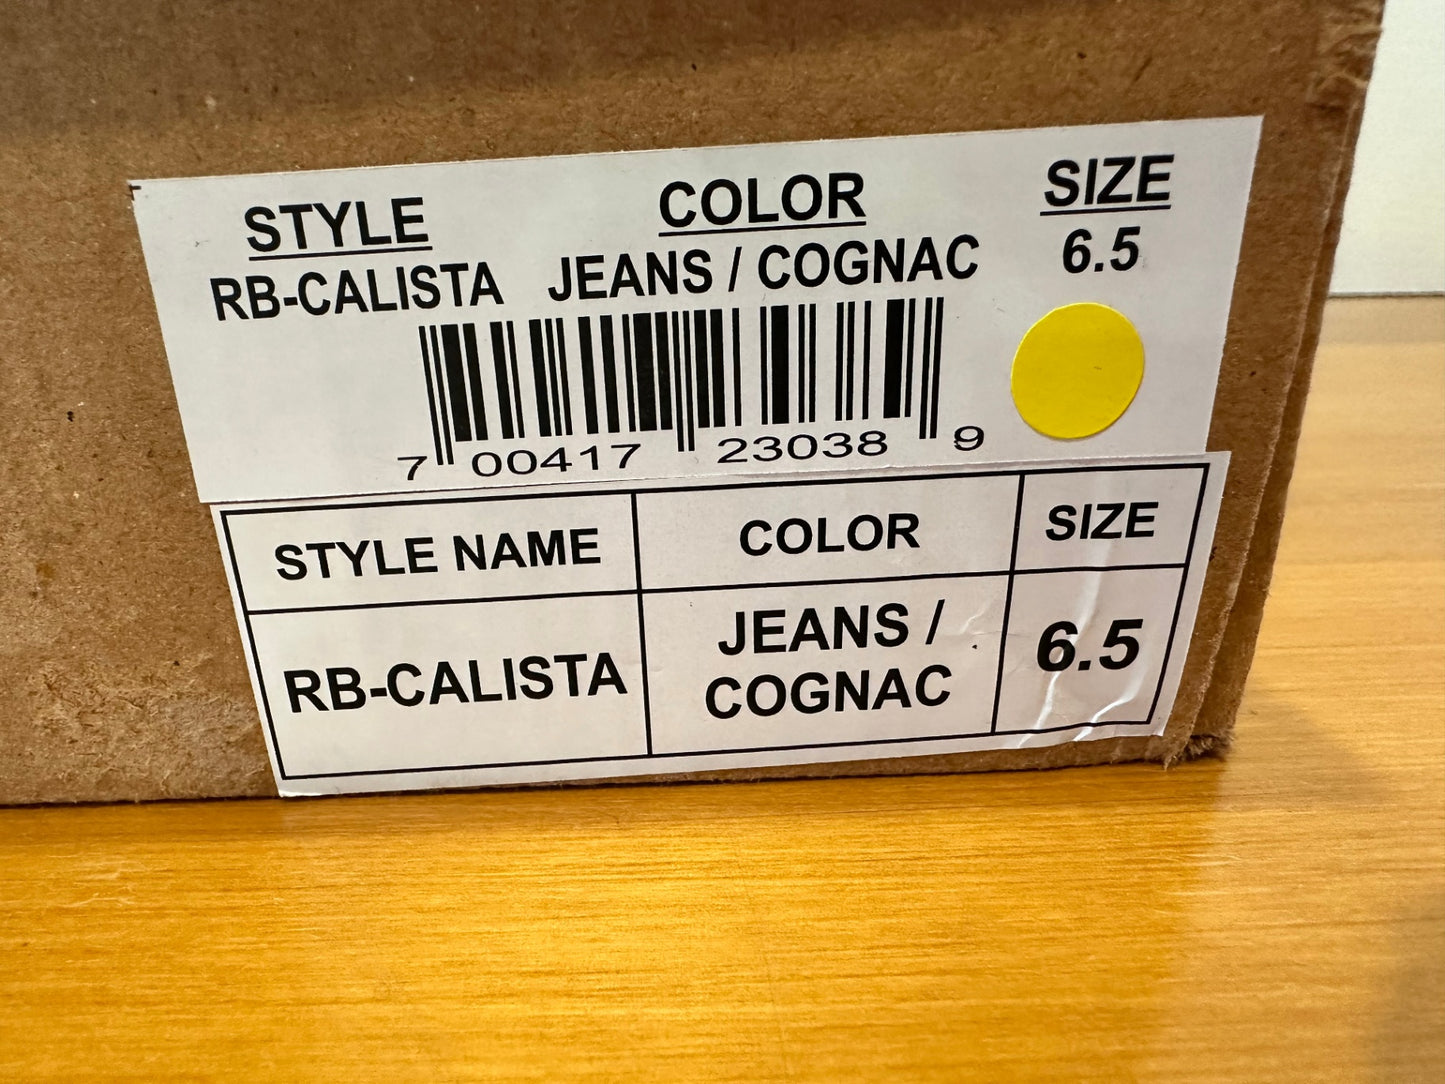 STYLE COLOR SIZE
RB-CALISTA JEANS / COGNAC 6.5
7 00417 23038 9
STYLE NAME COLOR SIZE
RB-CALISTA JEANS / COGNAC 6.5